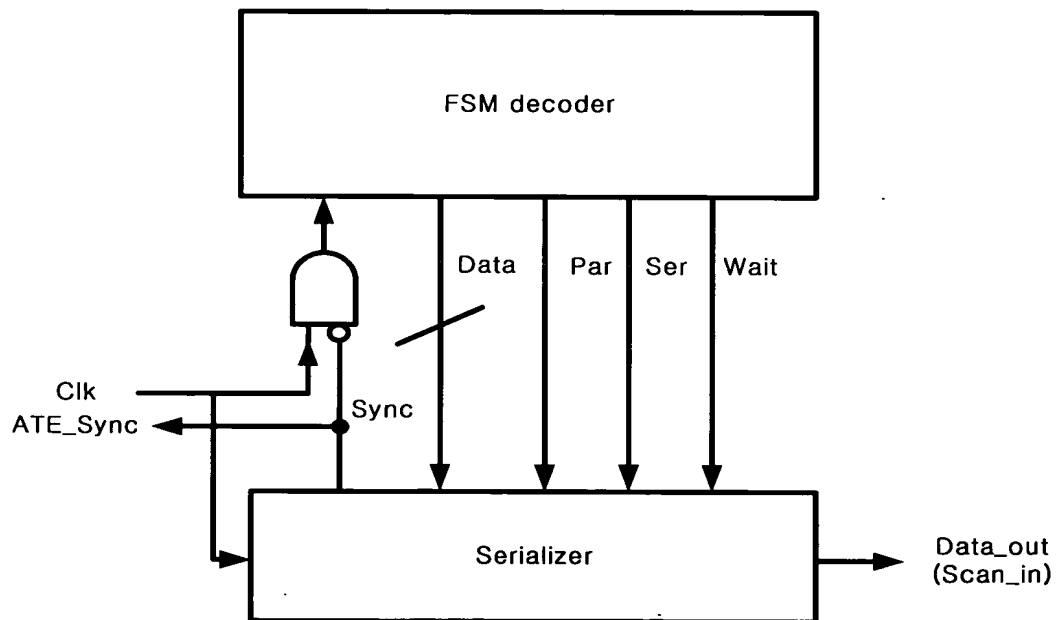 FSM decoder
Data
Par
Ser
Wait
Clk
ATE_Sync
Sync
Serializer
Data_out
(Scan_in)